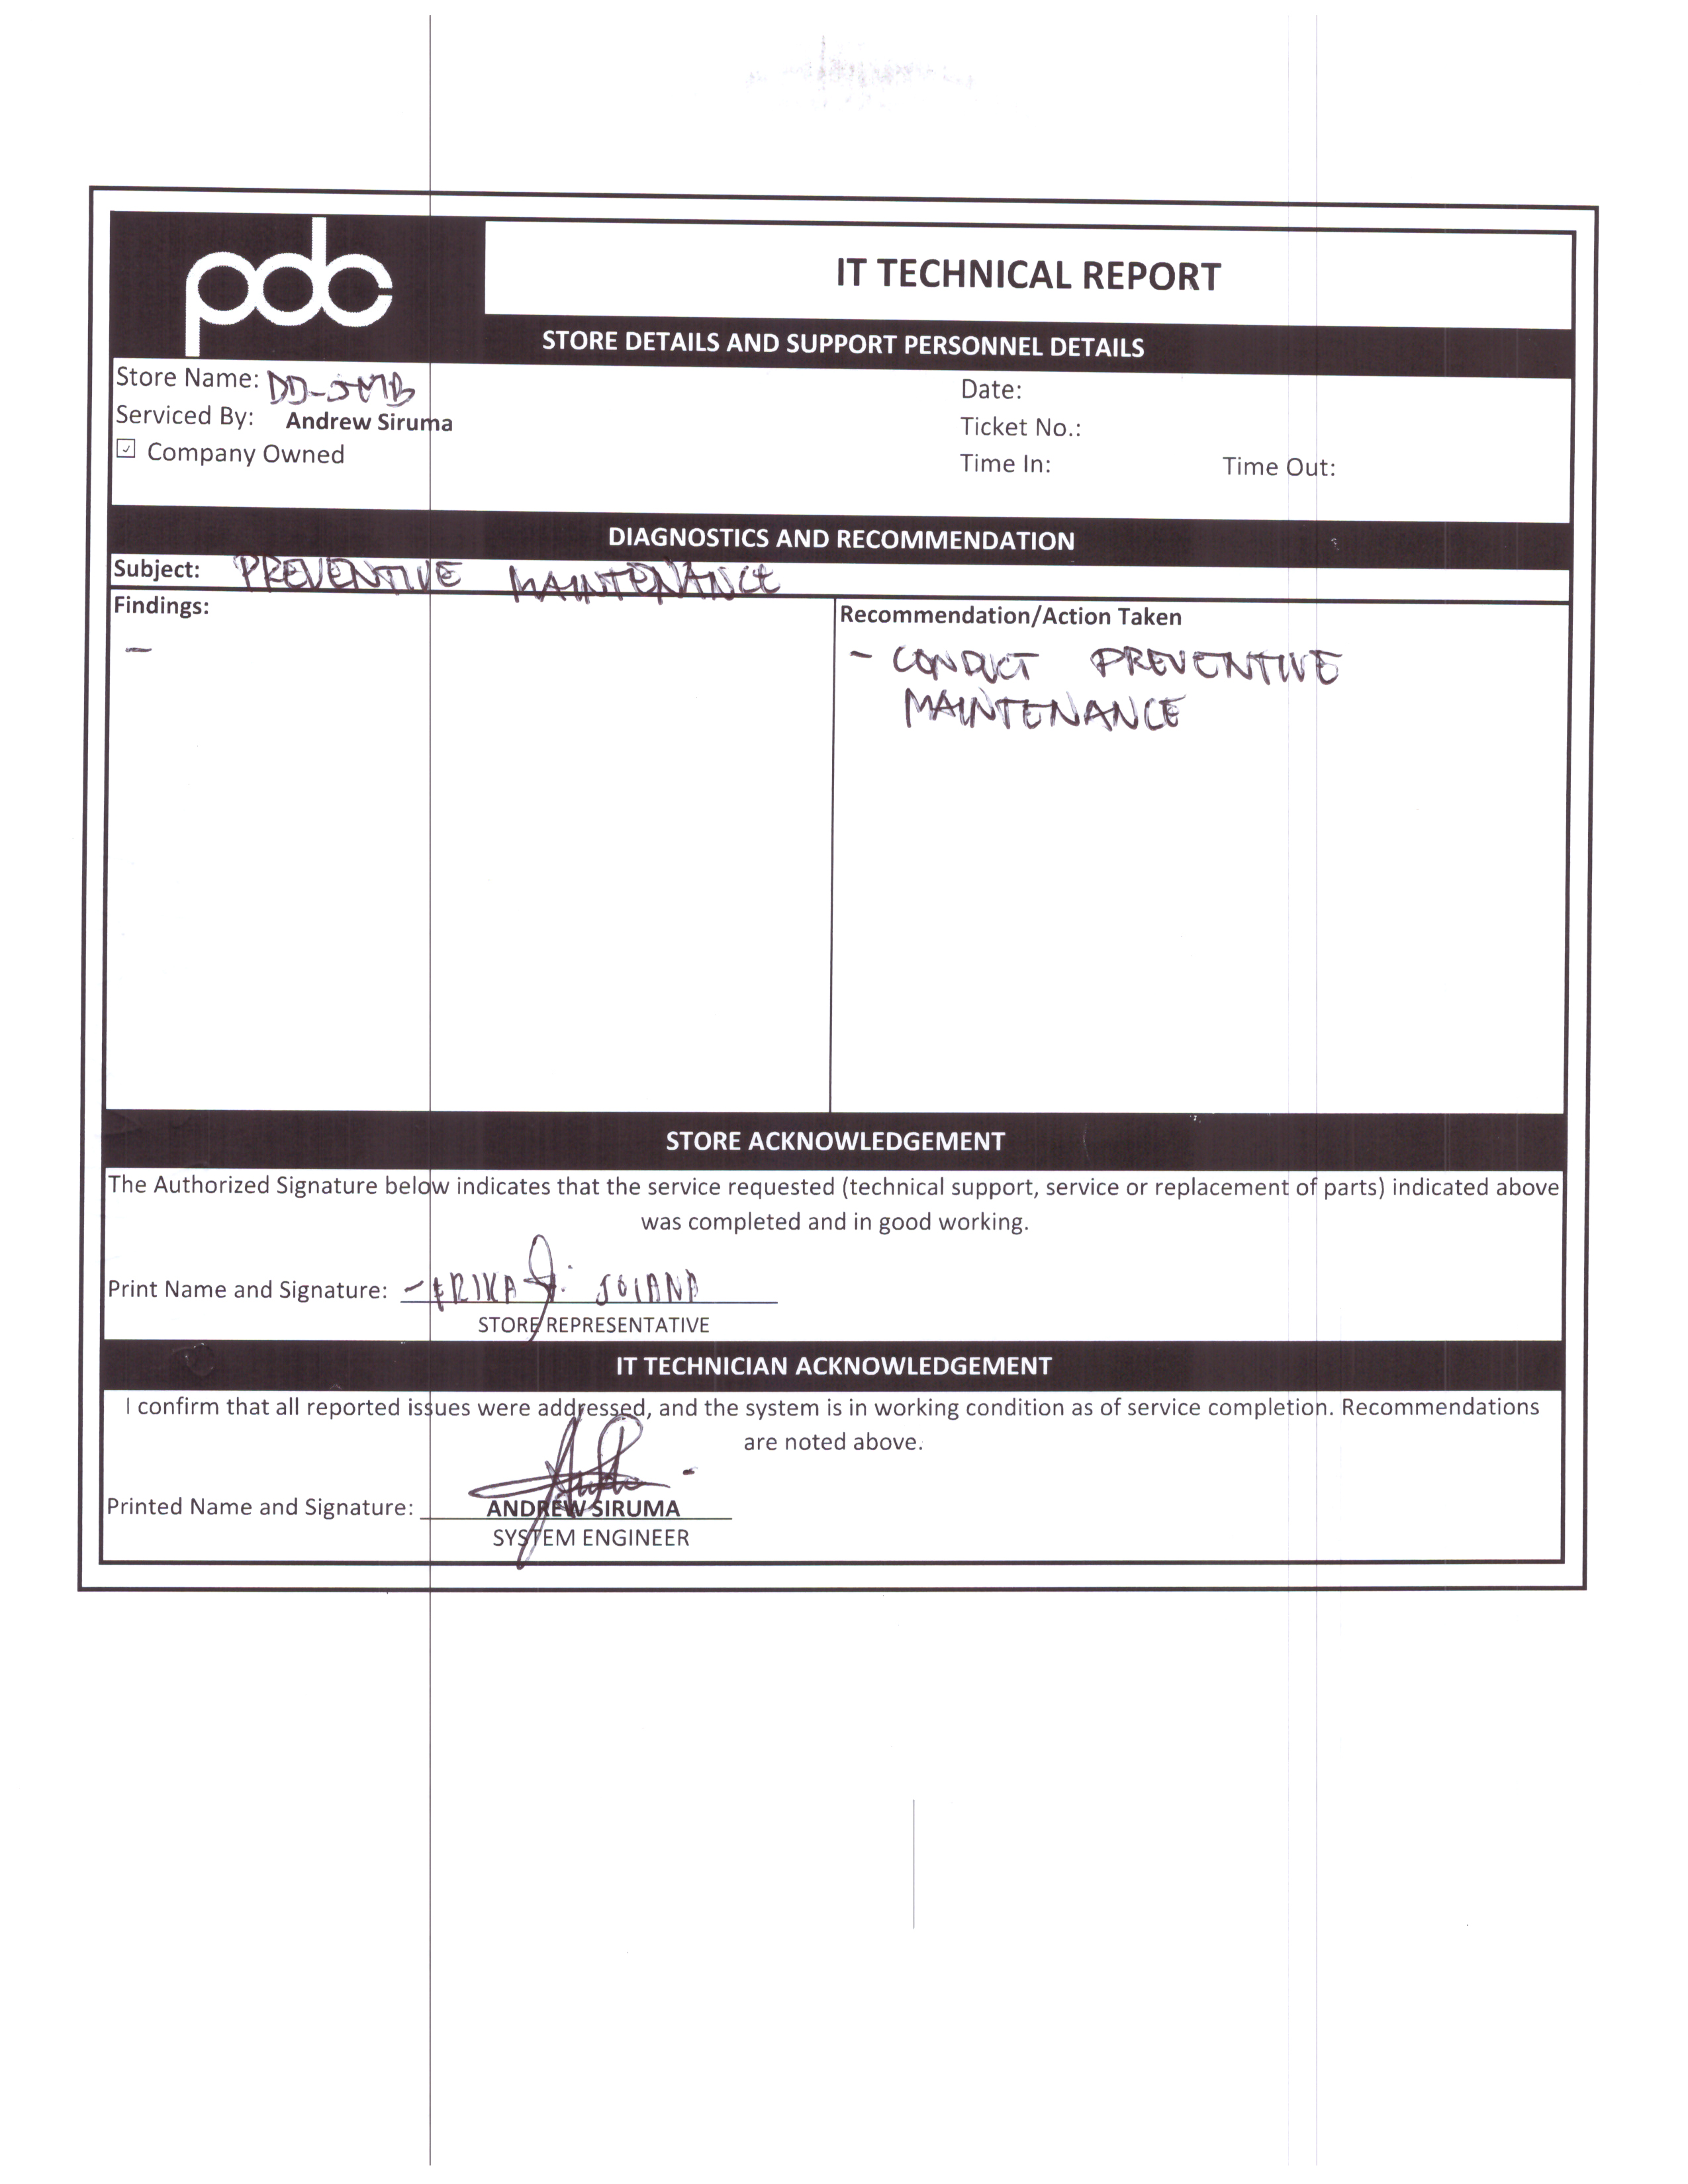 pdc
IT TECHNICAL REPORT
STORE DETAILS AND SUPPORT PERSONNEL DETAILS
Store Name: DD-SMB
Date:
Serviced By: Andrew Siruma
Ticket No.:
Company Owned
Time In: Time Out:
DIAGNOSTICS AND RECOMMENDATION
Subject: PREVENTIVE MAINTENANCE
Findings:
-
Recommendation/Action Taken
- CONDUCT PREVENTIVE
MAINTENANCE
STORE ACKNOWLEDGEMENT
The Authorized Signature below indicates that the service requested (technical support, service or replacement of parts) indicated above
was completed and in good working.
Print Name and Signature: ERIKA J. SOIANA
STORE REPRESENTATIVE
IT TECHNICIAN ACKNOWLEDGEMENT
I confirm that all reported issues were addressed, and the system is in working condition as of service completion. Recommendations
are noted above.
Printed Name and Signature: ANDREW SIRUMA
SYSTEM ENGINEER